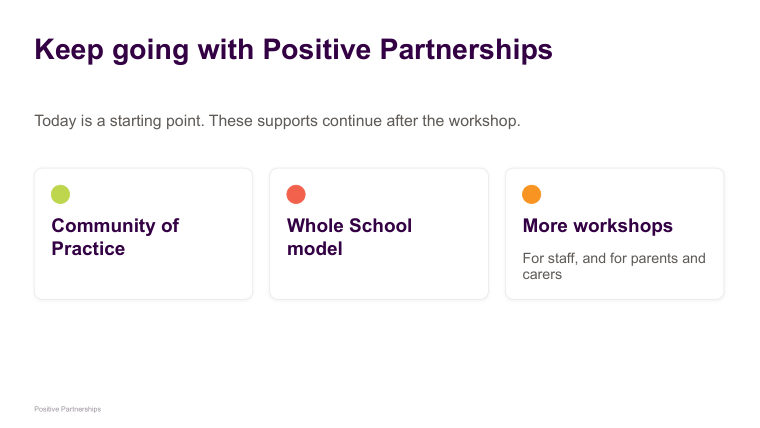 Keep going with Positive Partnerships
Today is a starting point. These supports continue after the workshop.
Community of
Practice
Whole School
model
More workshops
For staff, and for parents and
carers
Positive Partnerships